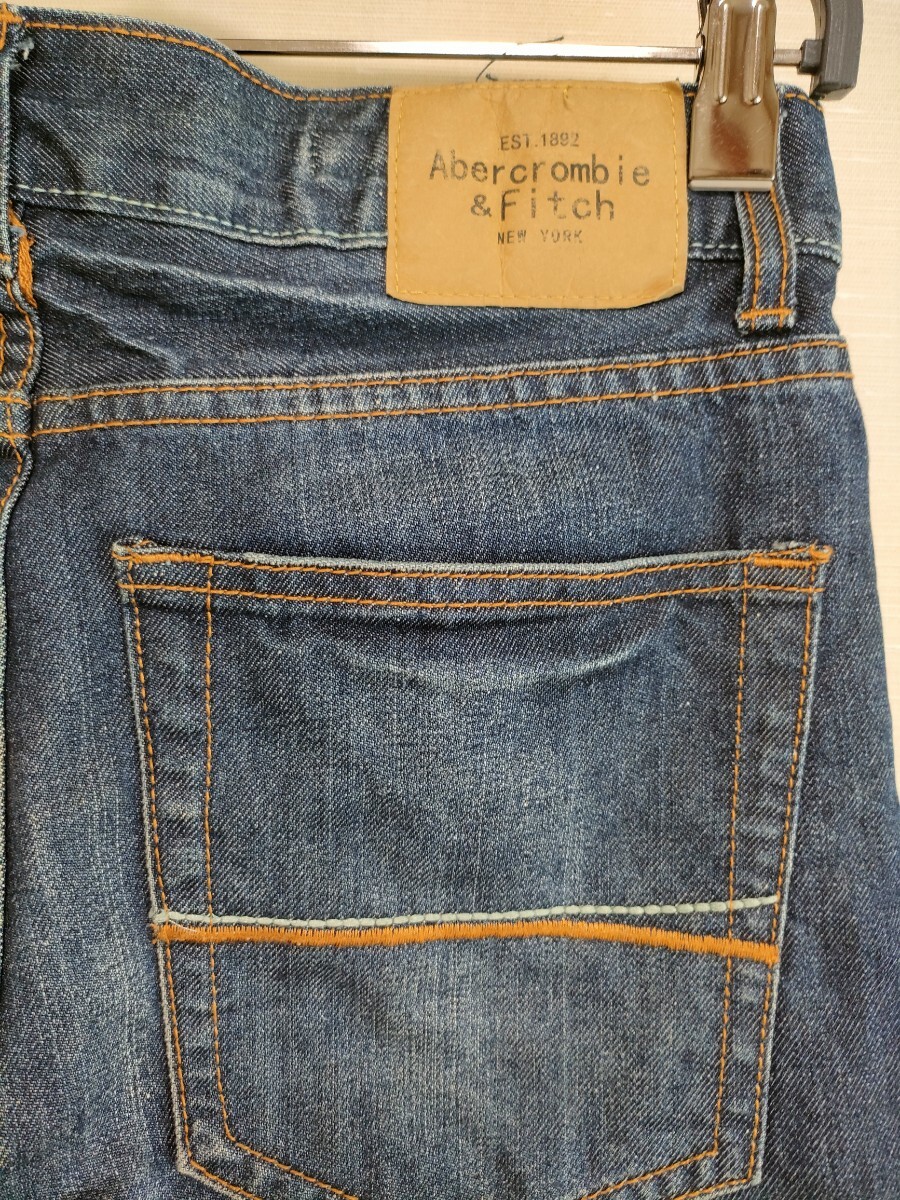 EST.1892
Abercrombie
& Fitch
NEW YORK